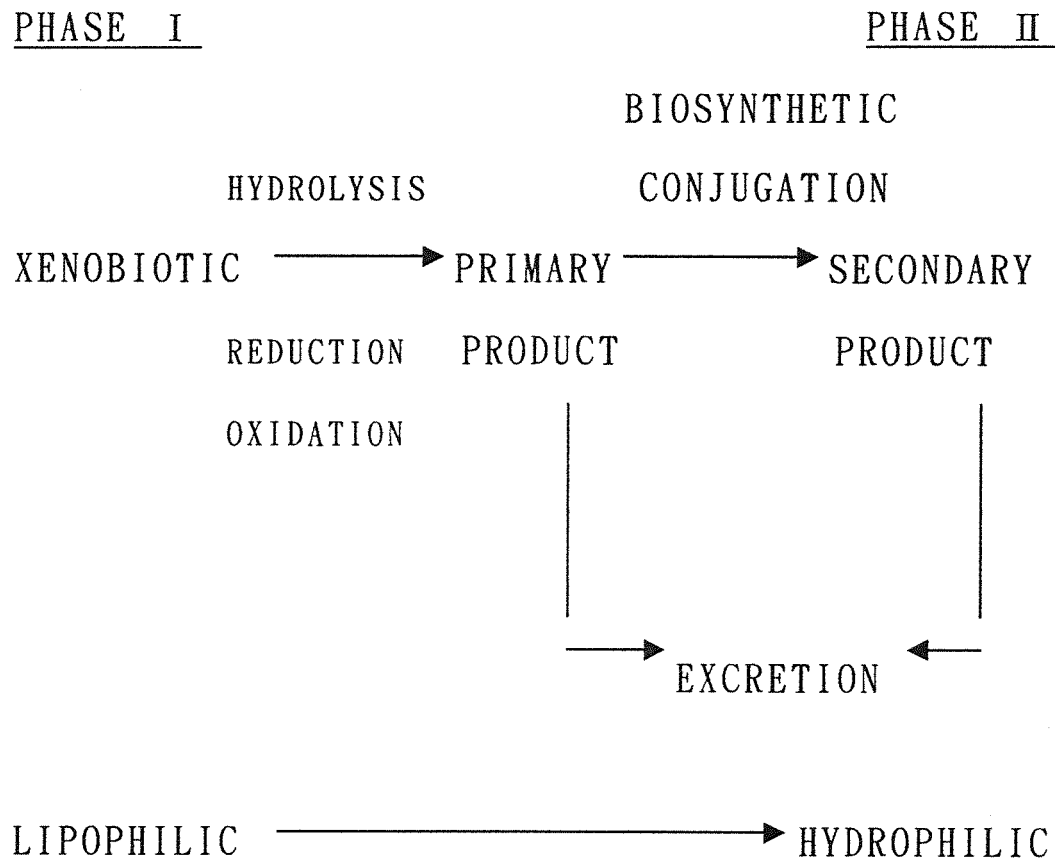 PHASE I
PHASE II
BIOSYNTHETIC
HYDROLYSIS CONJUGATION
XENOBIOTIC PRIMARY SECONDARY
REDUCTION PRODUCT PRODUCT
OXIDATION
EXCRETION
LIPOPHILIC HYDROPHILIC